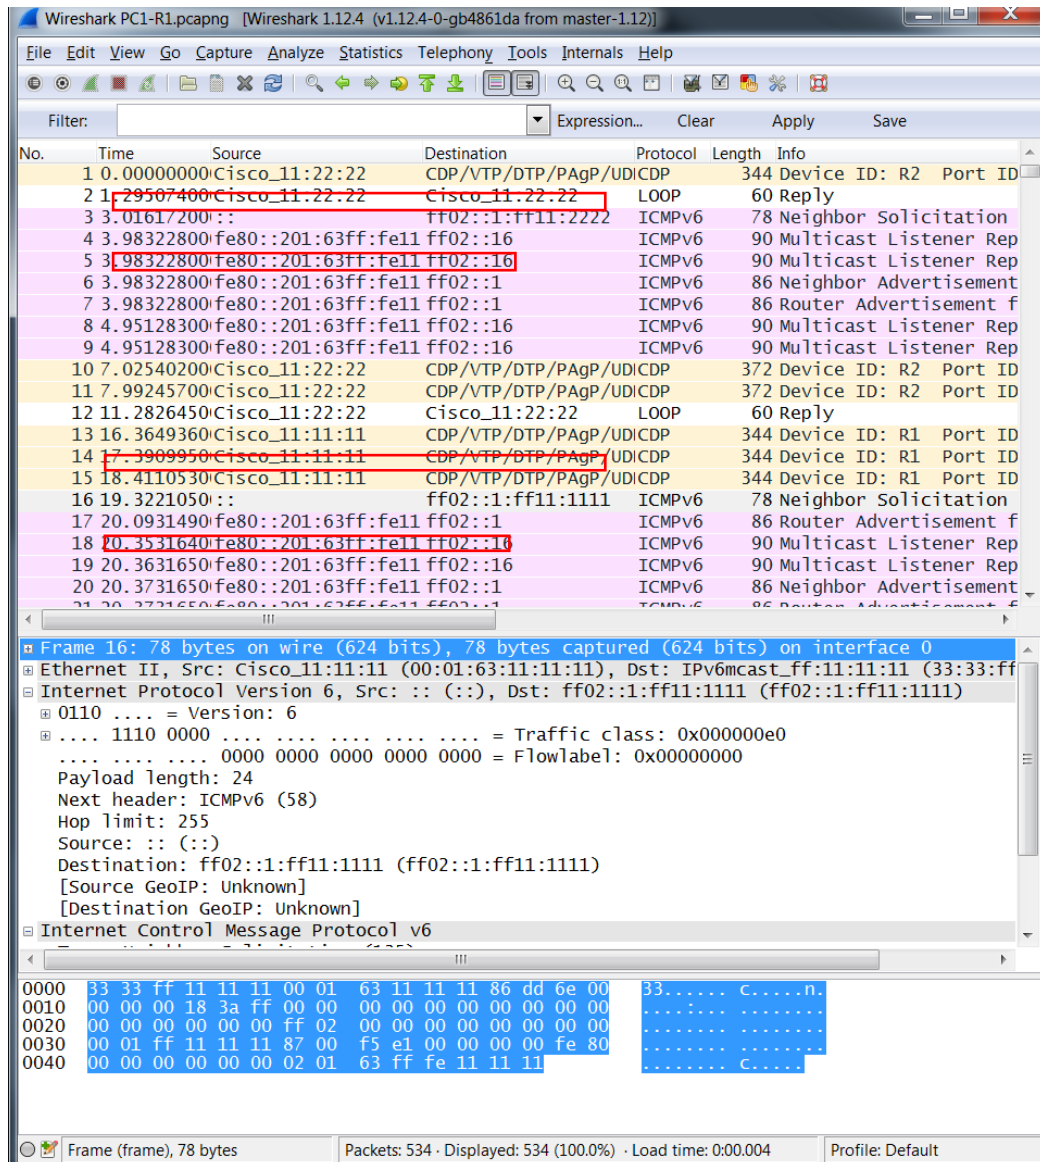 Wireshark PC1-R1.pcapng [Wireshark 1.12.4 (v1.12.4-0-gb4861da from master-1.12)]
File Edit View Go Capture Analyze Statistics Telephony Tools Internals Help
Filter: Expression... Clear Apply Save
No. Time Source Destination Protocol Length Info
1 0.00000000 Cisco_11:22:22 CDP/VTP/DTP/PAgP/UD CDP 344 Device ID: R2 Port ID
2 1.29507400 Cisco_11:22:22 Cisco_11:22:22 LOOP 60 Reply
3 3.01617200 :: ff02::1:ff11:2222 ICMPv6 78 Neighbor Solicitation
4 3.98322800 fe80::201:63ff:fe11 ff02::16 ICMPv6 90 Multicast Listener Rep
5 3.98322800 fe80::201:63ff:fe11 ff02::16 ICMPv6 90 Multicast Listener Rep
6 3.98322800 fe80::201:63ff:fe11 ff02::1 ICMPv6 86 Neighbor Advertisement
7 3.98322800 fe80::201:63ff:fe11 ff02::1 ICMPv6 86 Router Advertisement f
8 4.95128300 fe80::201:63ff:fe11 ff02::16 ICMPv6 90 Multicast Listener Rep
9 4.95128300 fe80::201:63ff:fe11 ff02::16 ICMPv6 90 Multicast Listener Rep
10 7.02540200 Cisco_11:22:22 CDP/VTP/DTP/PAgP/UD CDP 372 Device ID: R2 Port ID
11 7.99245700 Cisco_11:22:22 CDP/VTP/DTP/PAgP/UD CDP 372 Device ID: R2 Port ID
12 11.2826450 Cisco_11:22:22 Cisco_11:22:22 LOOP 60 Reply
13 16.3649360 Cisco_11:11:11 CDP/VTP/DTP/PAgP/UD CDP 344 Device ID: R1 Port ID
14 17.3909950 Cisco_11:11:11 CDP/VTP/DTP/PAgP/UD CDP 344 Device ID: R1 Port ID
15 18.4110530 Cisco_11:11:11 CDP/VTP/DTP/PAgP/UD CDP 344 Device ID: R1 Port ID
16 19.3221050 :: ff02::1:ff11:1111 ICMPv6 78 Neighbor Solicitation
17 20.0931490 fe80::201:63ff:fe11 ff02::1 ICMPv6 86 Router Advertisement f
18 20.3531640 fe80::201:63ff:fe11 ff02::16 ICMPv6 90 Multicast Listener Rep
19 20.3631650 fe80::201:63ff:fe11 ff02::16 ICMPv6 90 Multicast Listener Rep
20 20.3731650 fe80::201:63ff:fe11 ff02::1 ICMPv6 86 Neighbor Advertisement
21 20.3731650 fe80::201:63ff:fe11 ff02::1 ICMPv6 86 Router Advertisement f
Frame 16: 78 bytes on wire (624 bits), 78 bytes captured (624 bits) on interface 0
Ethernet II, Src: Cisco_11:11:11 (00:01:63:11:11:11), Dst: IPv6mcast_ff:11:11:11 (33:33:ff
Internet Protocol Version 6, Src: :: (::), Dst: ff02::1:ff11:1111 (ff02::1:ff11:1111)
0110 .... = Version: 6
.... 1110 0000 .... .... .... .... .... = Traffic class: 0x000000e0
.... .... .... 0000 0000 0000 0000 0000 = Flowlabel: 0x00000000
Payload length: 24
Next header: ICMPv6 (58)
Hop limit: 255
Source: :: (::)
Destination: ff02::1:ff11:1111 (ff02::1:ff11:1111)
[Source GeoIP: Unknown]
[Destination GeoIP: Unknown]
Internet Control Message Protocol v6
0000 33 33 ff 11 11 11 00 01 63 11 11 11 86 dd 6e 00 33...... c.....n.
0010 00 00 00 18 3a ff 00 00 00 00 00 00 00 00 00 00 ....:... ........
0020 00 00 00 00 00 00 ff 02 00 00 00 00 00 00 00 00 ........ ........
0030 00 01 ff 11 11 11 87 00 f5 e1 00 00 00 00 fe 80 ........ ........
0040 00 00 00 00 00 00 02 01 63 ff fe 11 11 11 ........ c.....
Frame (frame), 78 bytes Packets: 534 · Displayed: 534 (100.0%) · Load time: 0:00.004 Profile: Default